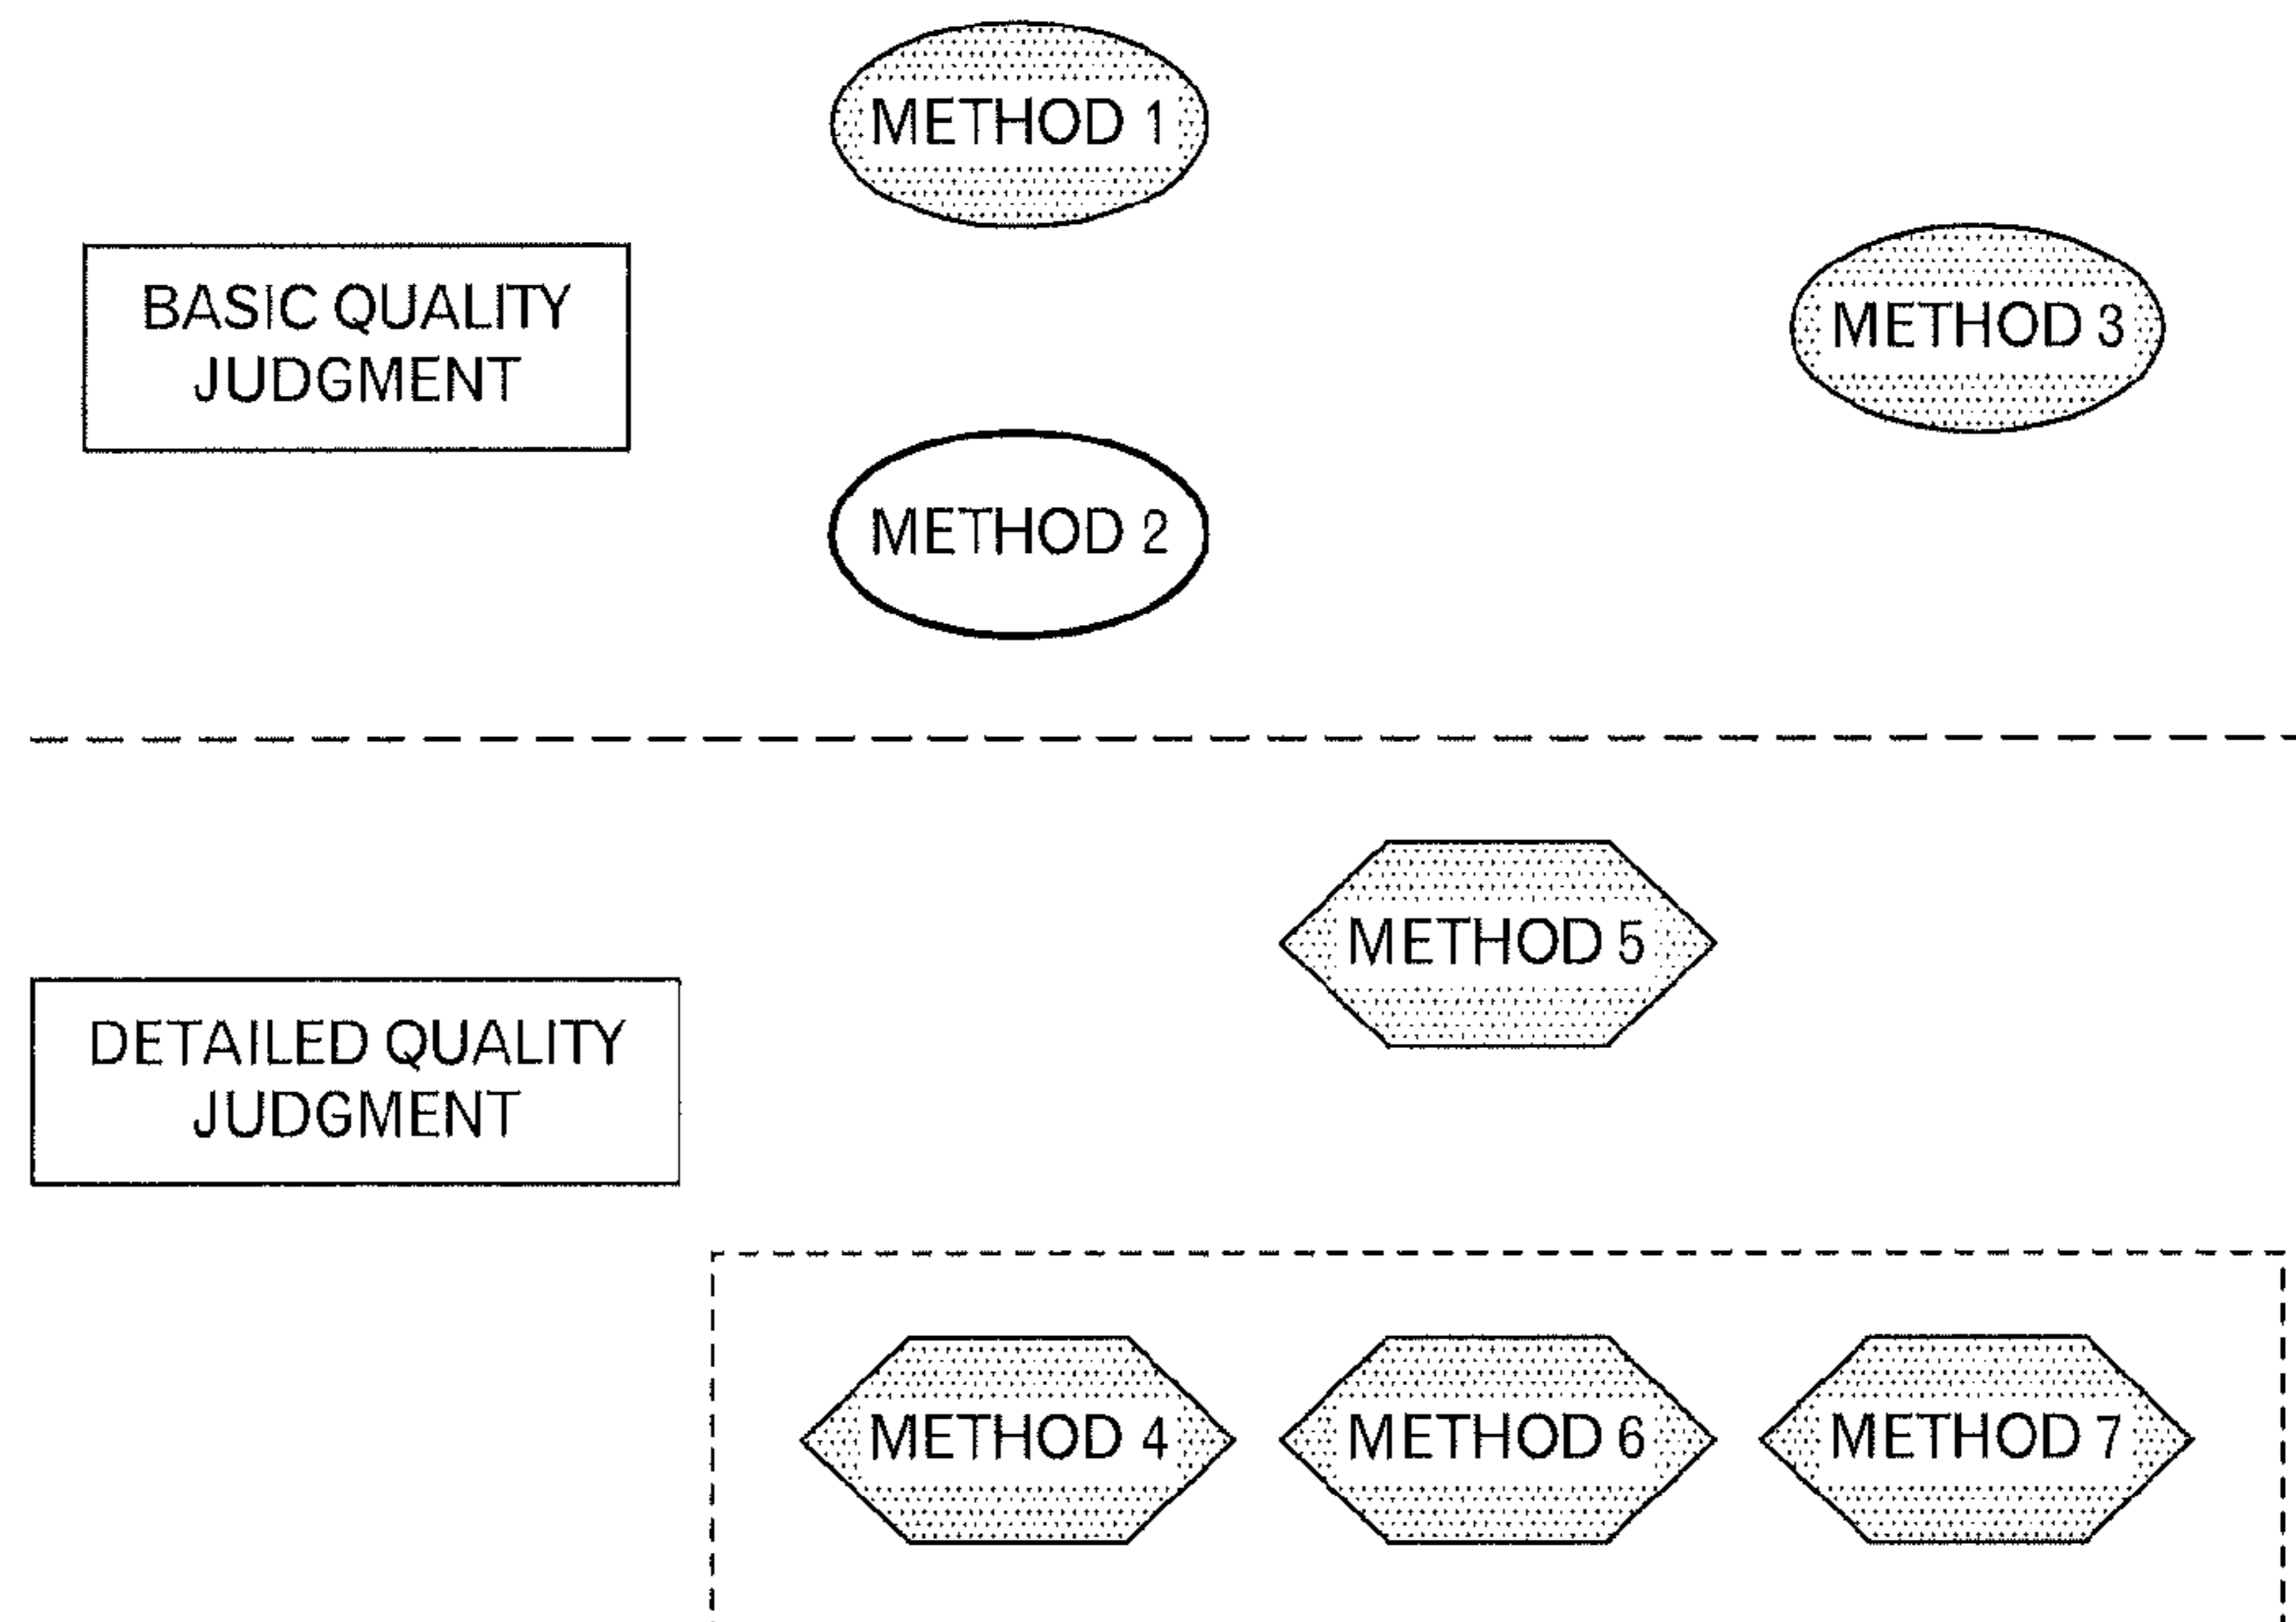 METHOD 1
BASIC QUALITY
JUDGMENT
METHOD 3
METHOD 2
METHOD 5
DETAILED QUALITY
JUDGMENT
METHOD 4
METHOD 6
METHOD 7